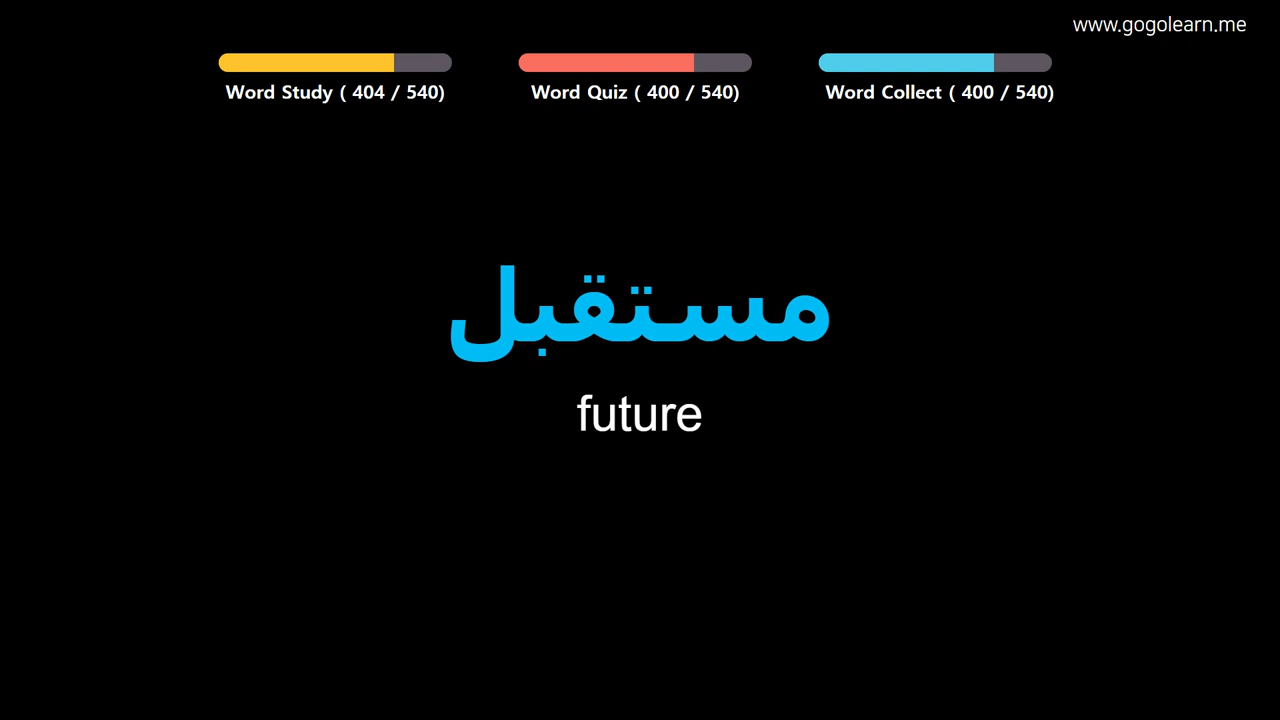 www.gogolearn.me
Word Study ( 404 / 540)
Word Quiz ( 400 / 540)
Word Collect ( 400 / 540)
مستقبل
future